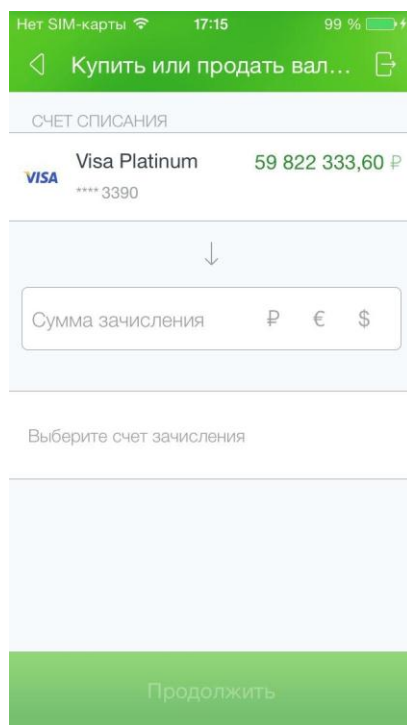 Нет SIM-карты 17:15 99 %
Купить или продать вал...
СЧЕТ СПИСАНИЯ
VISA Visa Platinum 59 822 333,60 ₽
**** 3390
Сумма зачисления ₽ € $
Выберите счет зачисления
Продолжить